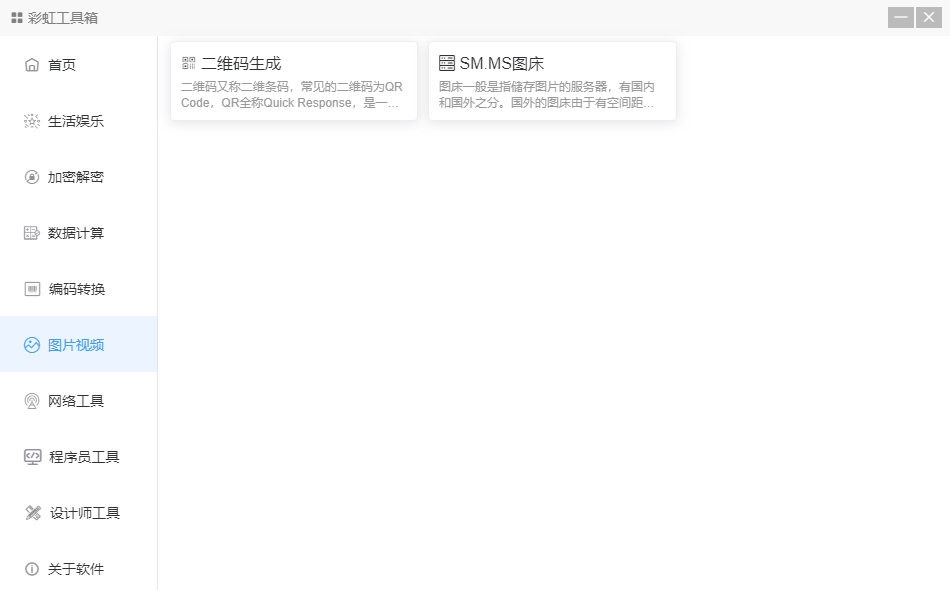 彩虹工具箱
首页
生活娱乐
加密解密
数据计算
编码转换
图片视频
网络工具
程序员工具
设计师工具
关于软件
二维码生成
二维码又称二维条码，常见的二维码为QR
Code，QR全称Quick Response，是一…
SM.MS图床
图床一般是指储存图片的服务器，有国内
和国外之分。国外的图床由于有空间距…